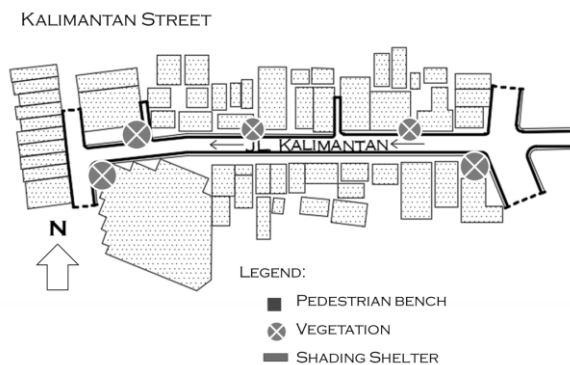 KALIMANTAN STREET
JL KALIMANTAN
N
LEGEND:
PEDESTRIAN BENCH
VEGETATION
SHADING SHELTER